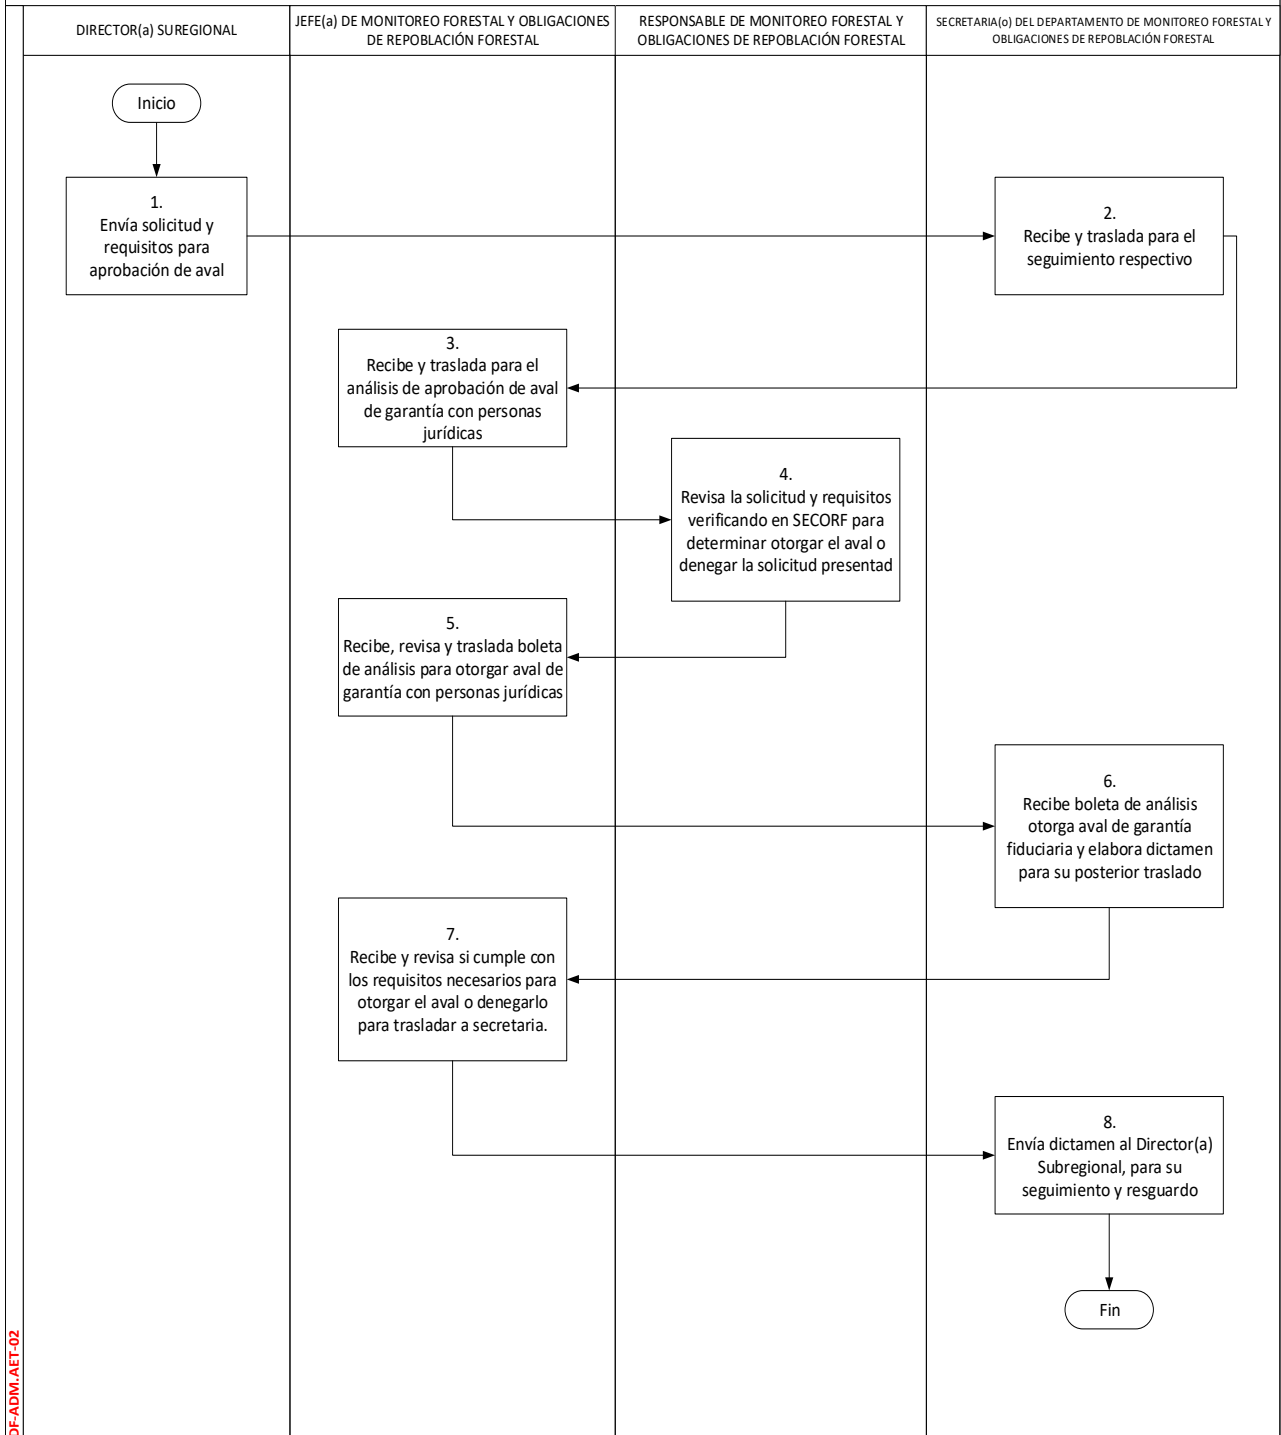 DIRECTOR(a) SUREGIONAL
JEFE(a) DE MONITOREO FORESTAL Y OBLIGACIONES
DE REPOBLACIÓN FORESTAL
RESPONSABLE DE MONITOREO FORESTAL Y
OBLIGACIONES DE REPOBLACIÓN FORESTAL
SECRETARIA(o) DEL DEPARTAMENTO DE MONITOREO FORESTAL Y
OBLIGACIONES DE REPOBLACIÓN FORESTAL
Inicio
1.
Envía solicitud y
requisitos para
aprobación de aval
2.
Recibe y traslada para el
seguimiento respectivo
3.
Recibe y traslada para el
análisis de aprobación de aval
de garantía con personas
jurídicas
4.
Revisa la solicitud y requisitos
verificando en SECORF para
determinar otorgar el aval o
denegar la solicitud presentad
5.
Recibe, revisa y traslada boleta
de análisis para otorgar aval de
garantía con personas jurídicas
6.
Recibe boleta de análisis
otorga aval de garantía
fiduciaria y elabora dictamen
para su posterior traslado
7.
Recibe y revisa si cumple con
los requisitos necesarios para
otorgar el aval o denegarlo
para trasladar a secretaria.
8.
Envía dictamen al Director(a)
Subregional, para su
seguimiento y resguardo
Fin
DF-ADM.AET-02